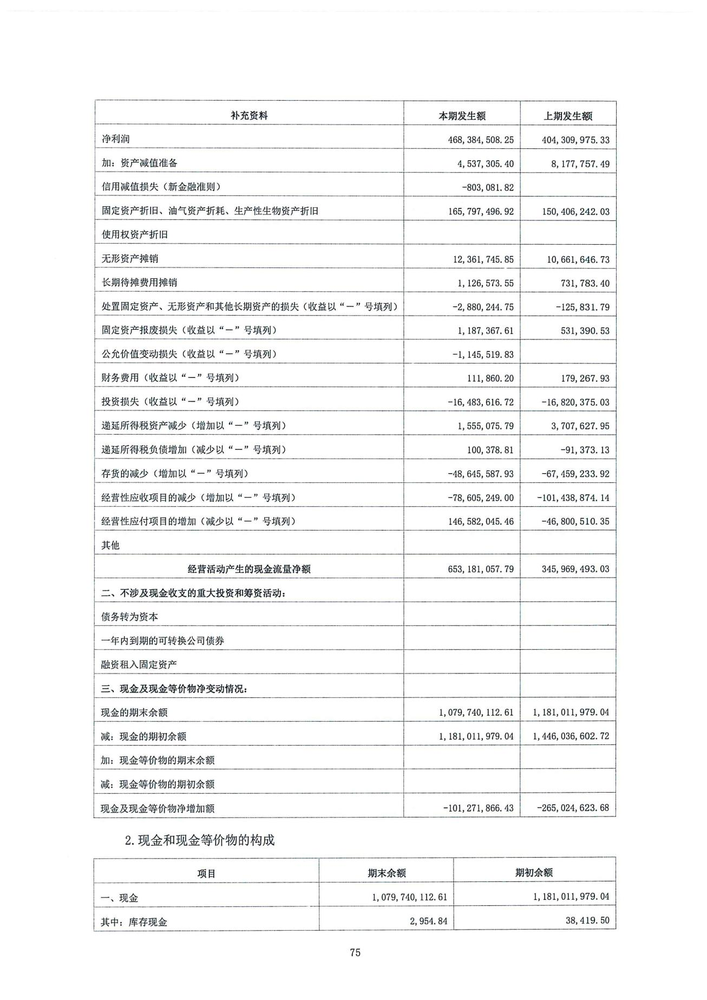 补充资料 本期发生额 上期发生额
净利润 468,384,508.25 404,309,975.33
加：资产减值准备 4,537,305.40 8,177,757.49
信用减值损失（新金融准则） -803,081.82
固定资产折旧、油气资产折耗、生产性生物资产折旧 165,797,496.92 150,406,242.03
使用权资产折旧
无形资产摊销 12,361,745.85 10,661,646.73
长期待摊费用摊销 1,126,573.55 731,783.40
处置固定资产、无形资产和其他长期资产的损失（收益以“－”号填列） -2,880,244.75 -125,831.79
固定资产报废损失（收益以“－”号填列） 1,187,367.61 531,390.53
公允价值变动损失（收益以“－”号填列） -1,145,519.83
财务费用（收益以“－”号填列） 111,860.20 179,267.93
投资损失（收益以“－”号填列） -16,483,616.72 -16,820,375.03
递延所得税资产减少（增加以“－”号填列） 1,555,075.79 3,707,627.95
递延所得税负债增加（减少以“－”号填列） 100,378.81 -91,373.13
存货的减少（增加以“－”号填列） -48,645,587.93 -67,459,233.92
经营性应收项目的减少（增加以“－”号填列） -78,605,249.00 -101,438,874.14
经营性应付项目的增加（减少以“－”号填列） 146,582,045.46 -46,800,510.35
其他
经营活动产生的现金流量净额 653,181,057.79 345,969,493.03
二、不涉及现金收支的重大投资和筹资活动：
债务转为资本
一年内到期的可转换公司债券
融资租入固定资产
三、现金及现金等价物净变动情况：
现金的期末余额 1,079,740,112.61 1,181,011,979.04
减：现金的期初余额 1,181,011,979.04 1,446,036,602.72
加：现金等价物的期末余额
减：现金等价物的期初余额
现金及现金等价物净增加额 -101,271,866.43 -265,024,623.68
2.现金和现金等价物的构成
项目 期末余额 期初余额
一、现金 1,079,740,112.61 1,181,011,979.04
其中：库存现金 2,954.84 38,419.50
75